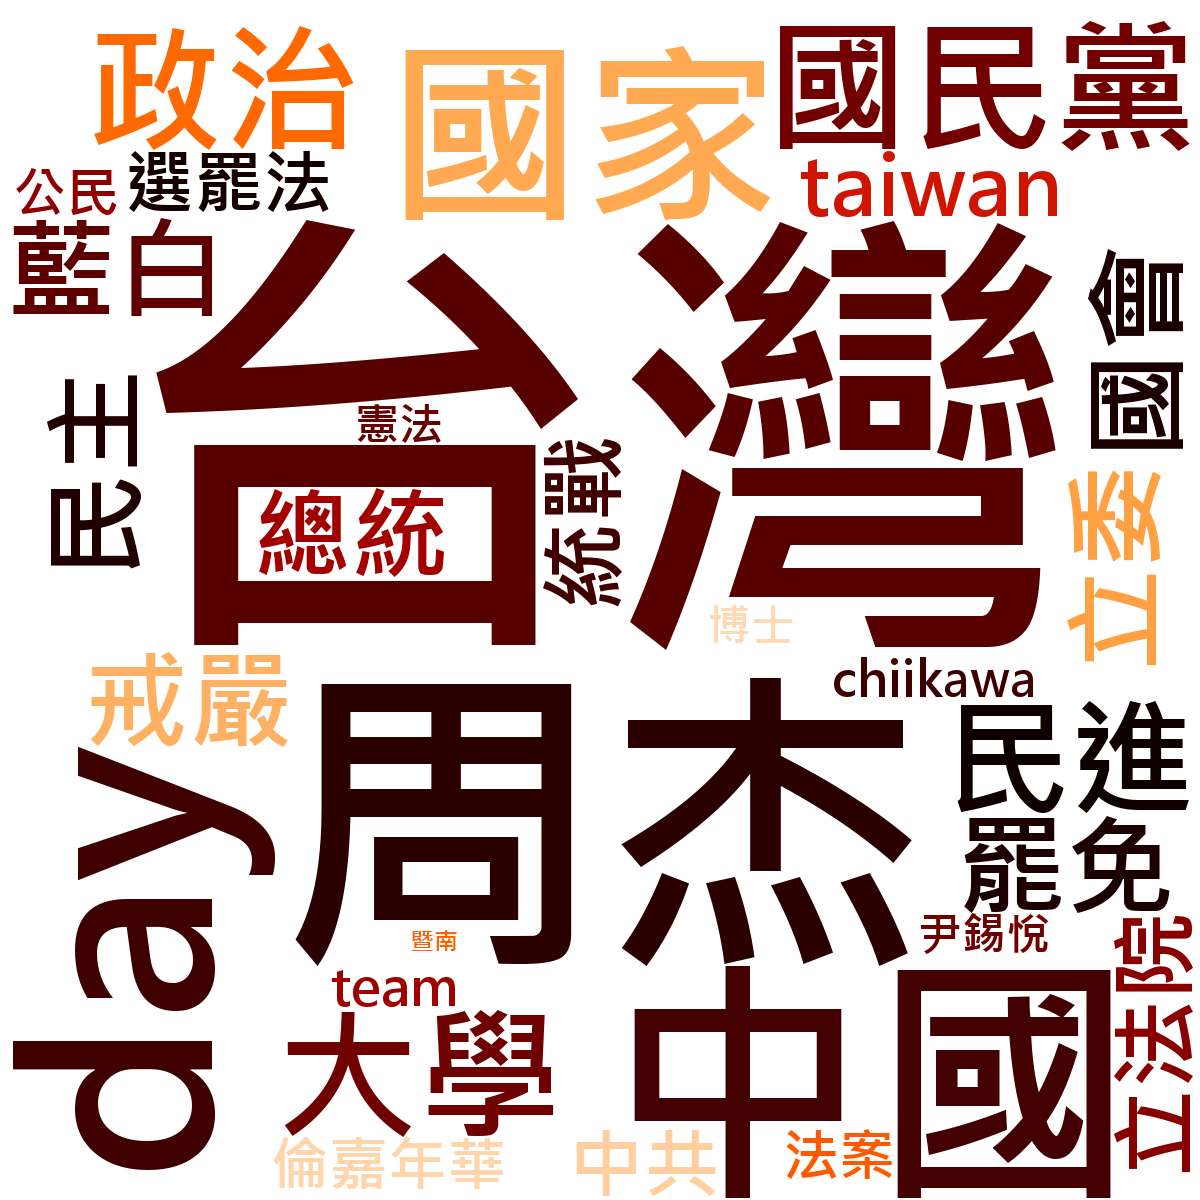 政治
國家
國民黨
公民
選罷法
taiwan
藍白
台灣
國會
民主
憲法
總統
統戰
立委
博士
戒嚴
chiikawa
周杰
民進
day
罷免
尹錫悅
暨南
立法院
team
中國
大學
倫嘉年華
中共
法案